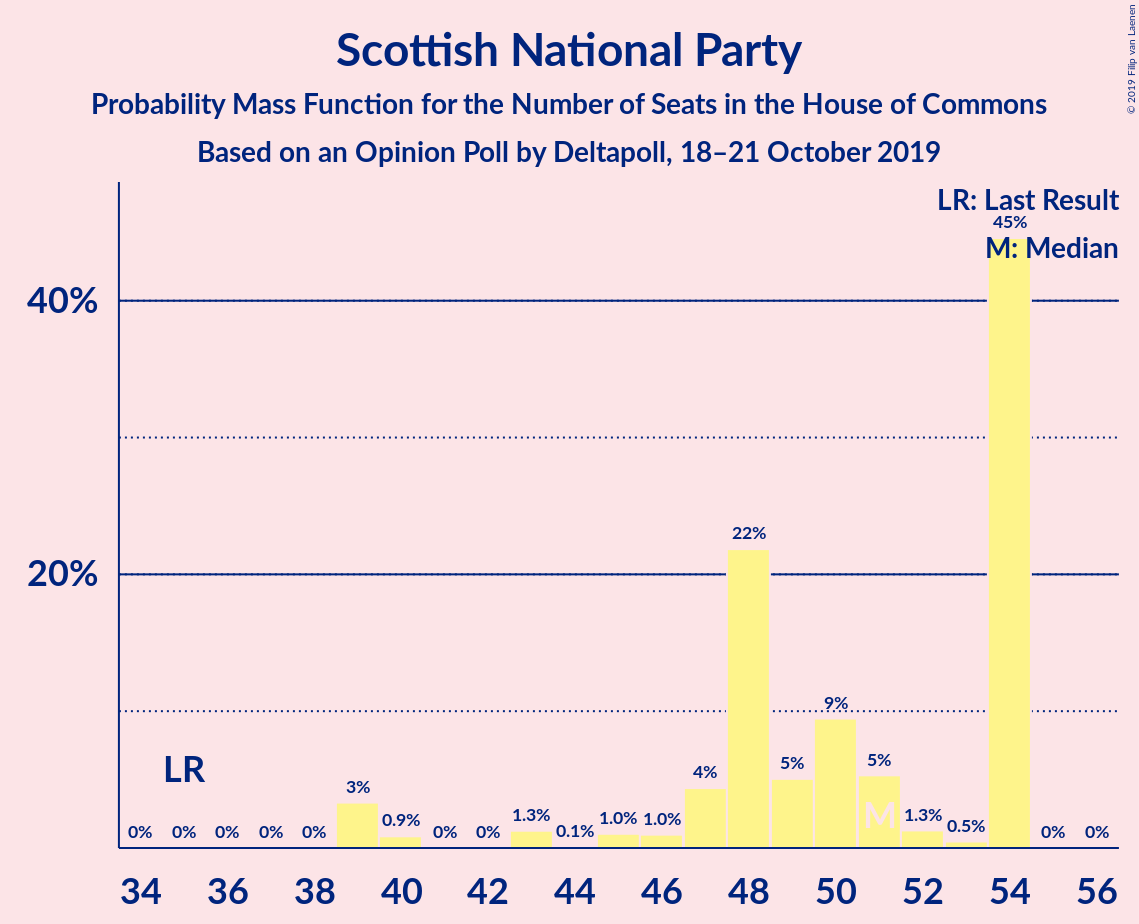 Scottish National Party
Probability Mass Function for the Number of Seats in the House of Commons
Based on an Opinion Poll by Deltapoll, 18–21 October 2019
© 2019 Filip van Laenen
LR: Last Result
45%
M: Median
40%
22%
20%
9%
5%
5%
LR
4%
3%
1.3%
1.3%
M
1.0%
1.0%
0.9%
0.5%
0.1%
0% 0% 0% 0% 0% 0% 0% 0% 0%
34 36 38 40 42 44 46 48 50 52 54 56